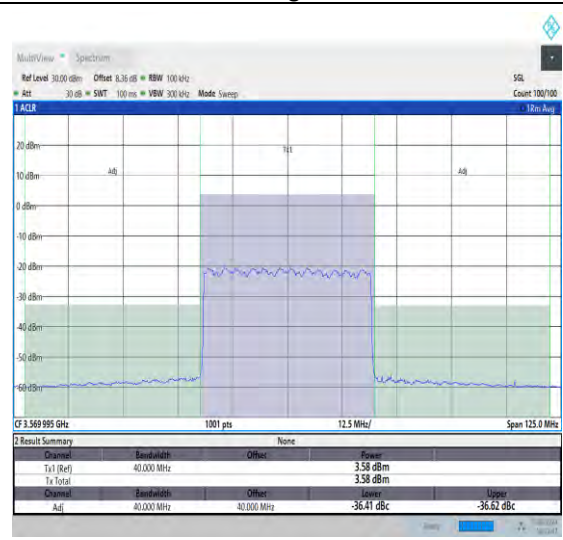 MultiView Spectrum
Ref Level 30.00 dBm Offset 8.36 dB RBW 100 kHz SGL
Att 30 dB SWT 100 ms VBW 300 kHz Mode Sweep Count 100/100
1 ACLR 1Rm Avg
20 dBm
Tx1
10 dBm Adj Adj
0 dBm
-10 dBm
-20 dBm
-30 dBm
-40 dBm
-50 dBm
-60 dBm
CF 3.569 995 GHz 1001 pts 12.5 MHz/ Span 125.0 MHz
2 Result Summary None
Channel Bandwidth Offset Power
Tx1 (Ref) 40.000 MHz 3.58 dBm
Tx Total 3.58 dBm
Channel Bandwidth Offset Lower Upper
Adj 40.000 MHz 40.000 MHz -36.41 dBc -36.62 dBc